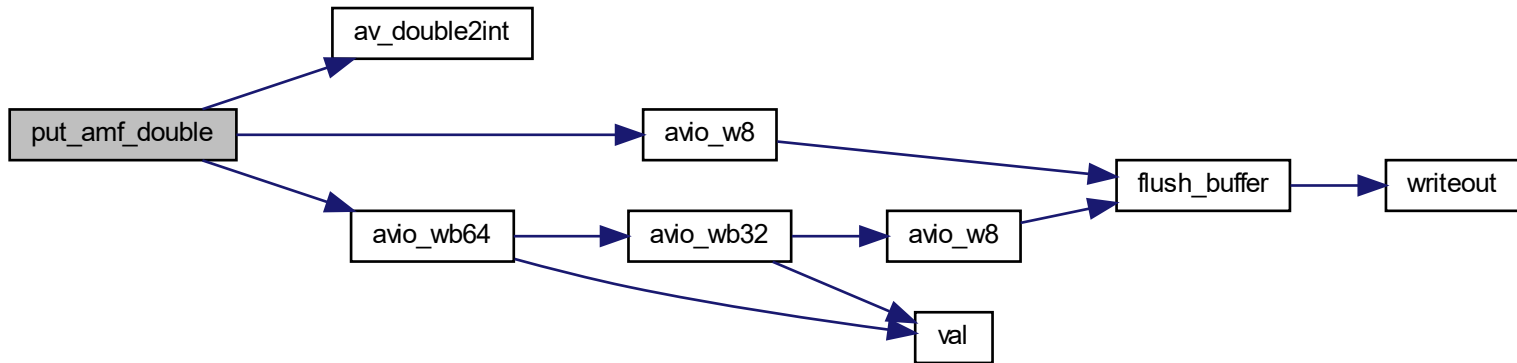 av_double2int
put_amf_double
avio_w8
flush_buffer
writeout
avio_wb64
avio_wb32
avio_w8
val